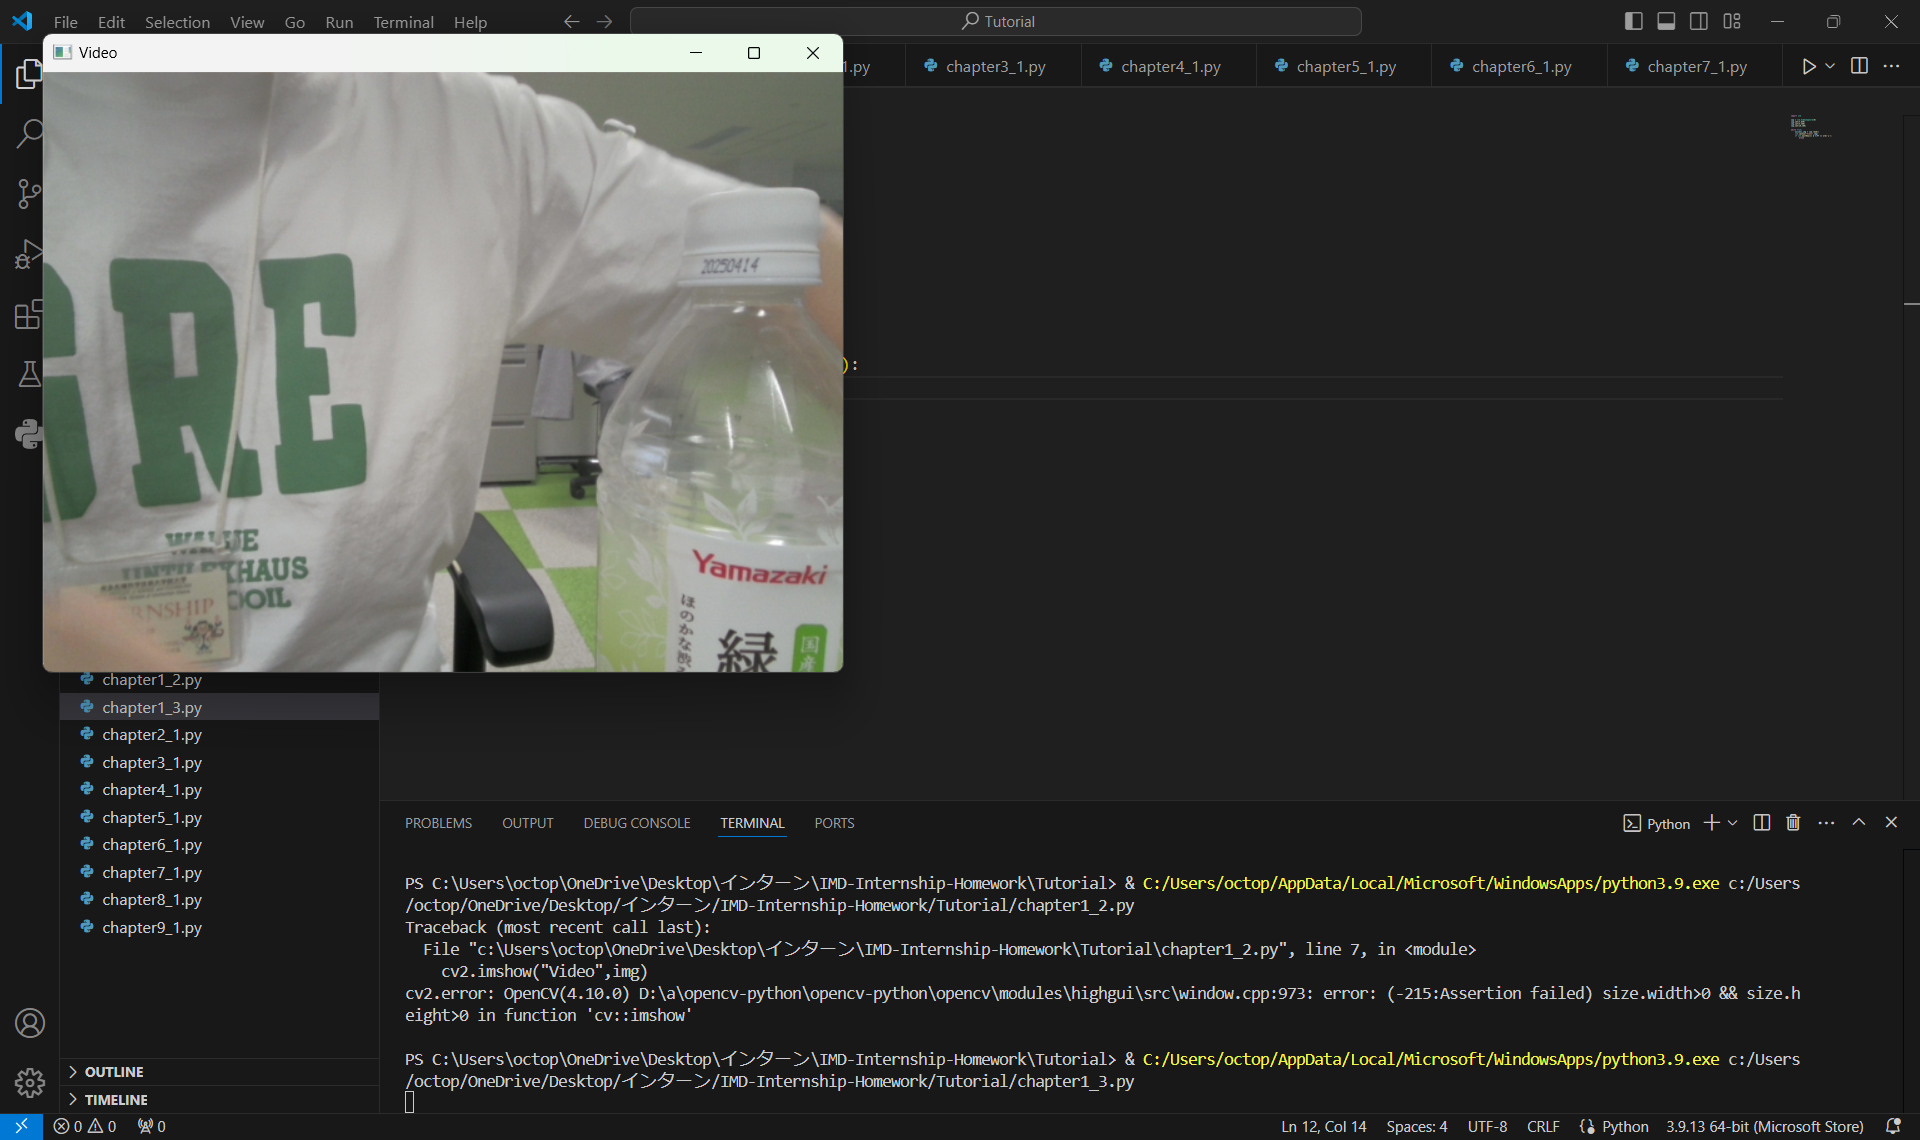 File Edit Selection View Go Run Terminal Help
Tutorial
Video
1.py
chapter3_1.py
chapter4_1.py
chapter5_1.py
chapter6_1.py
chapter7_1.py
20250414
GRE
):
INTERNSHIP
Yamazaki
ほのかな渋
緑
国産
chapter1_2.py
chapter1_3.py
chapter2_1.py
chapter3_1.py
chapter4_1.py
chapter5_1.py
chapter6_1.py
chapter7_1.py
chapter8_1.py
chapter9_1.py
OUTLINE
TIMELINE
PROBLEMS OUTPUT DEBUG CONSOLE TERMINAL PORTS
Python
PS C:\Users\octop\OneDrive\Desktop\インターン\IMD-Internship-Homework\Tutorial> & C:/Users/octop/AppData/Local/Microsoft/WindowsApps/python3.9.exe c:/Users
/octop/OneDrive/Desktop/インターン/IMD-Internship-Homework/Tutorial/chapter1_2.py
Traceback (most recent call last):
File "c:\Users\octop\OneDrive\Desktop\インターン\IMD-Internship-Homework\Tutorial\chapter1_2.py", line 7, in <module>
cv2.imshow("Video",img)
cv2.error: OpenCV(4.10.0) D:\a\opencv-python\opencv-python\opencv\modules\highgui\src\window.cpp:973: error: (-215:Assertion failed) size.width>0 && size.h
eight>0 in function 'cv::imshow'
PS C:\Users\octop\OneDrive\Desktop\インターン\IMD-Internship-Homework\Tutorial> & C:/Users/octop/AppData/Local/Microsoft/WindowsApps/python3.9.exe c:/Users
/octop/OneDrive/Desktop/インターン/IMD-Internship-Homework/Tutorial/chapter1_3.py
0 0 0
Ln 12, Col 14 Spaces: 4 UTF-8 CRLF Python 3.9.13 64-bit (Microsoft Store)